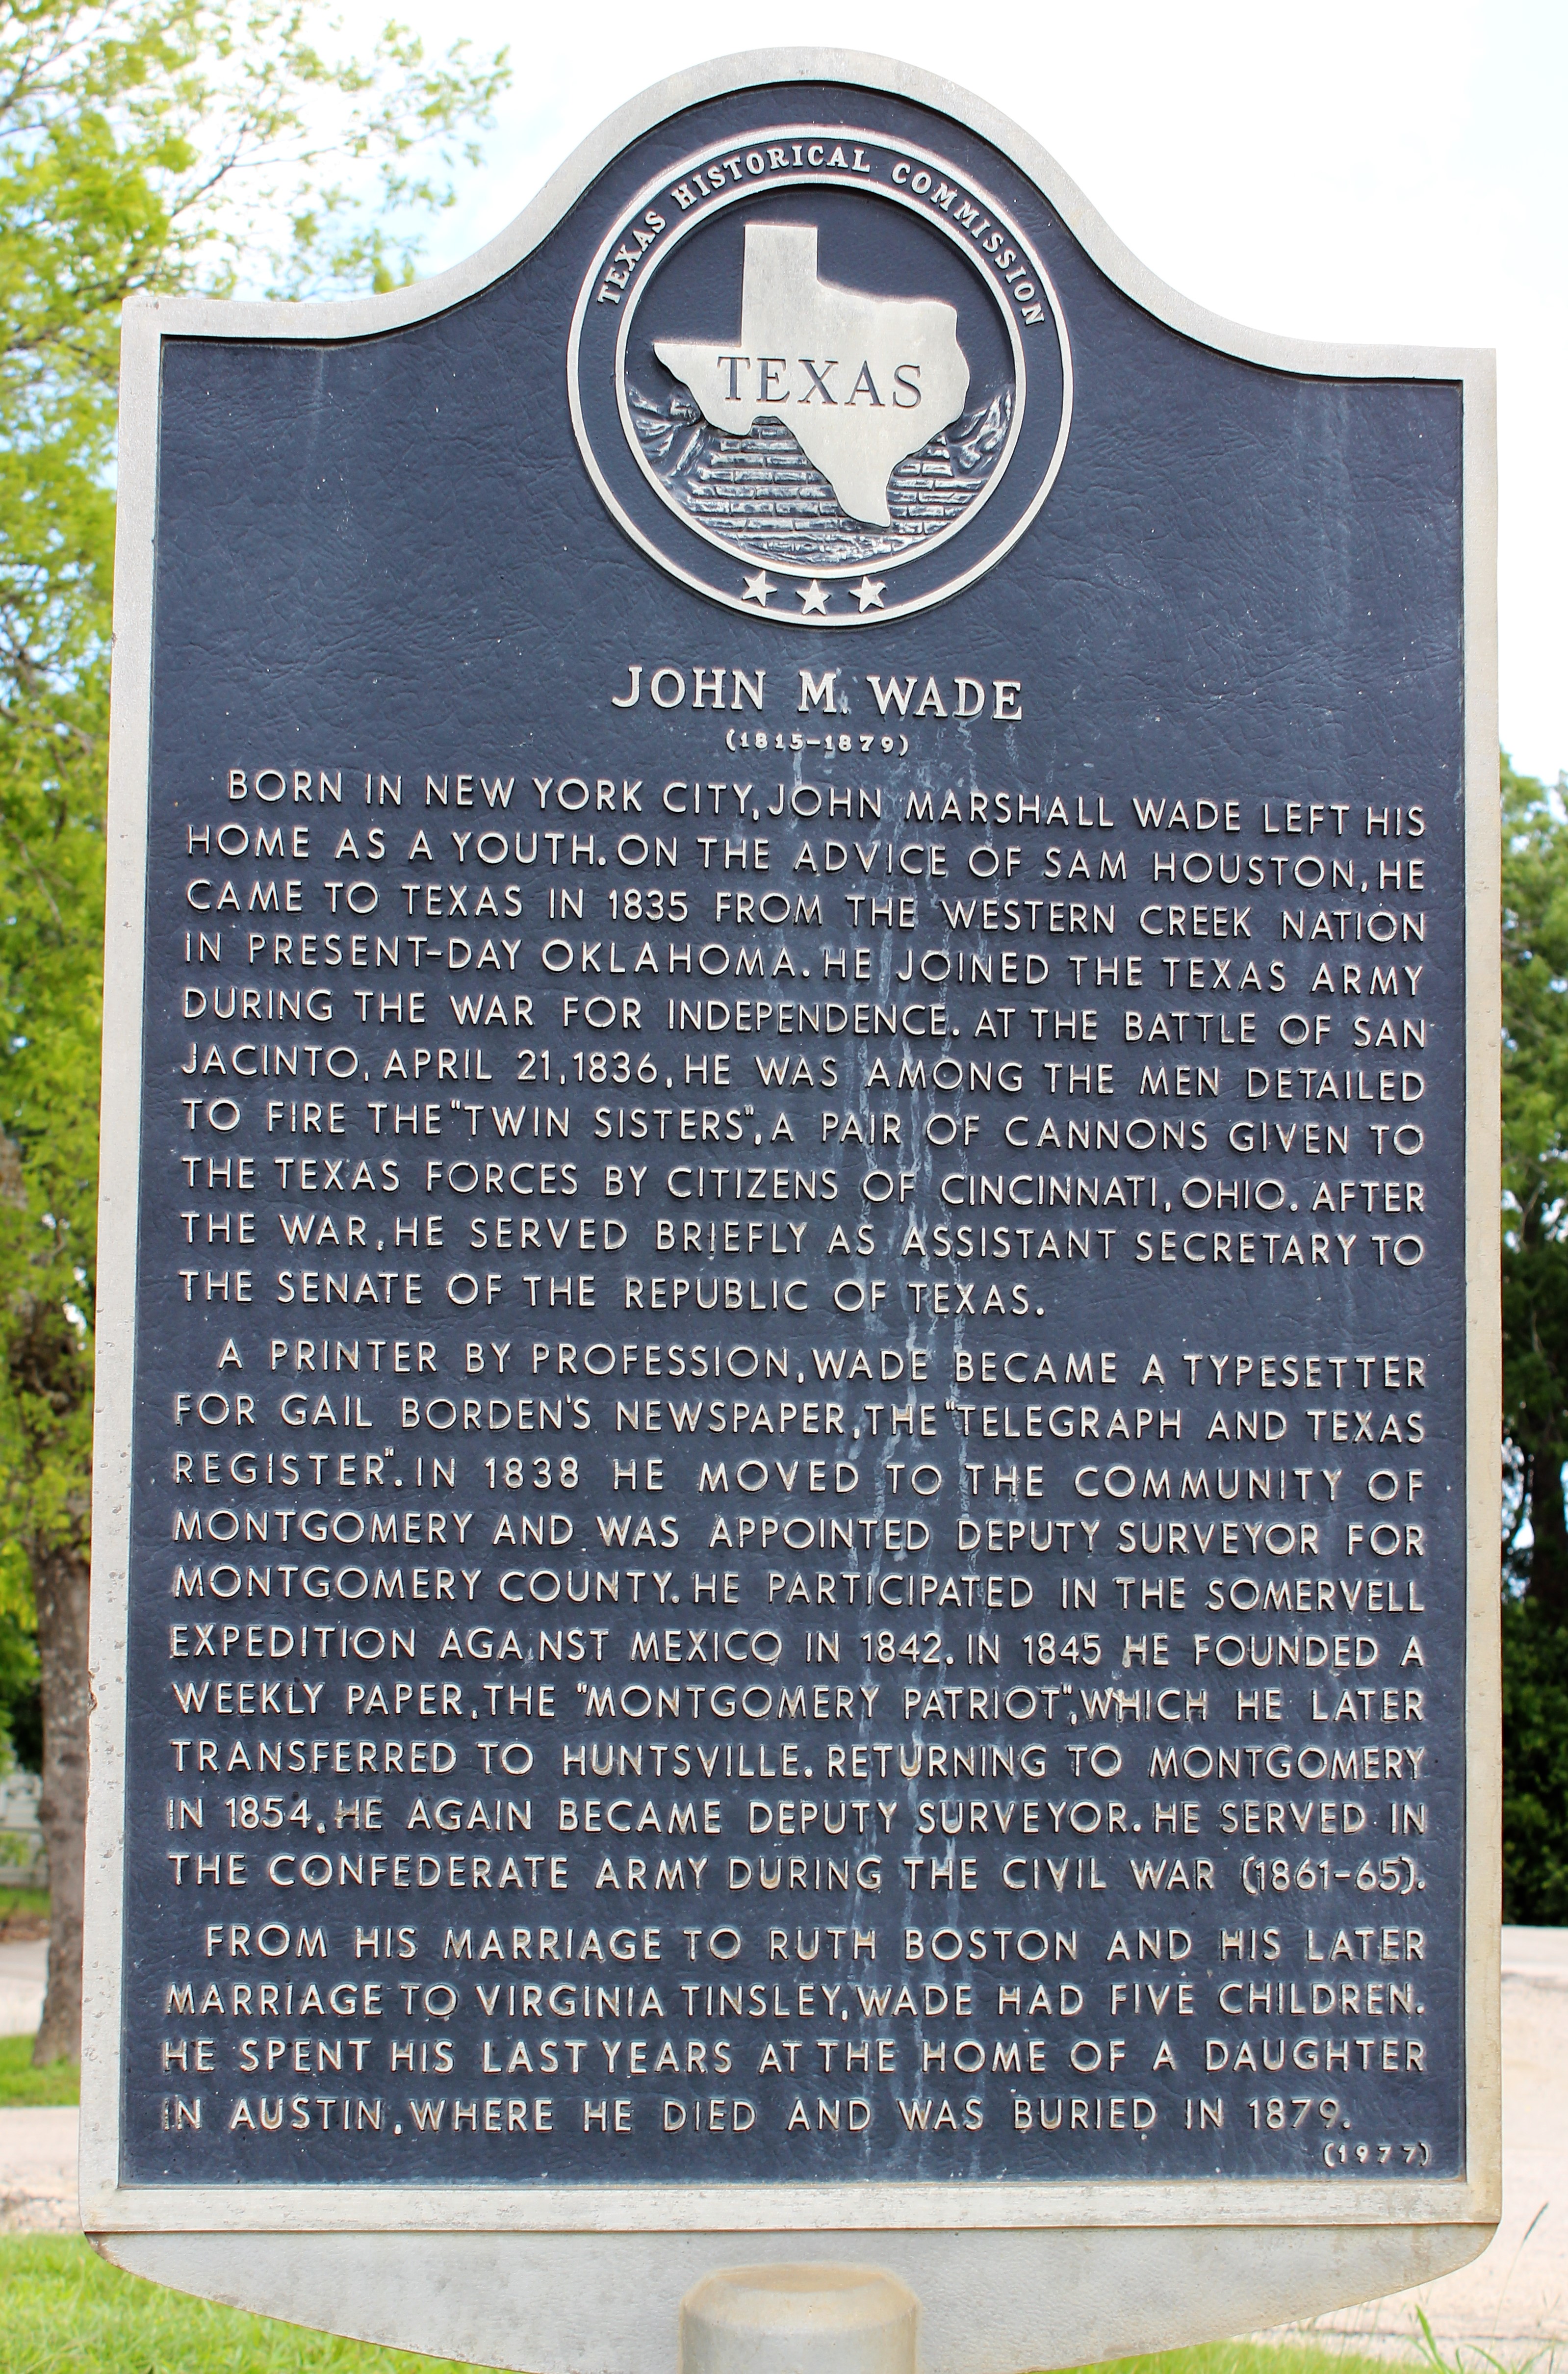 TEXAS HISTORICAL COMMISSION
TEXAS
JOHN M. WADE
(1815-1879)
BORN IN NEW YORK CITY, JOHN MARSHALL WADE LEFT HIS
HOME AS A YOUTH. ON THE ADVICE OF SAM HOUSTON, HE
CAME TO TEXAS IN 1835 FROM THE WESTERN CREEK NATION
IN PRESENT-DAY OKLAHOMA. HE JOINED THE TEXAS ARMY
DURING THE WAR FOR INDEPENDENCE. AT THE BATTLE OF SAN
JACINTO, APRIL 21, 1836, HE WAS AMONG THE MEN DETAILED
TO FIRE THE "TWIN SISTERS", A PAIR OF CANNONS GIVEN TO
THE TEXAS FORCES BY CITIZENS OF CINCINNATI, OHIO. AFTER
THE WAR, HE SERVED BRIEFLY AS ASSISTANT SECRETARY TO
THE SENATE OF THE REPUBLIC OF TEXAS.
A PRINTER BY PROFESSION, WADE BECAME A TYPESETTER
FOR GAIL BORDEN'S NEWSPAPER, THE "TELEGRAPH AND TEXAS
REGISTER". IN 1838 HE MOVED TO THE COMMUNITY OF
MONTGOMERY AND WAS APPOINTED DEPUTY SURVEYOR FOR
MONTGOMERY COUNTY. HE PARTICIPATED IN THE SOMERVELL
EXPEDITION AGAINST MEXICO IN 1842. IN 1845 HE FOUNDED A
WEEKLY PAPER, THE "MONTGOMERY PATRIOT", WHICH HE LATER
TRANSFERRED TO HUNTSVILLE. RETURNING TO MONTGOMERY
IN 1854, HE AGAIN BECAME DEPUTY SURVEYOR. HE SERVED IN
THE CONFEDERATE ARMY DURING THE CIVIL WAR (1861-65).
FROM HIS MARRIAGE TO RUTH BOSTON AND HIS LATER
MARRIAGE TO VIRGINIA TINSLEY, WADE HAD FIVE CHILDREN.
HE SPENT HIS LAST YEARS AT THE HOME OF A DAUGHTER
IN AUSTIN, WHERE HE DIED AND WAS BURIED IN 1879.
(1977)